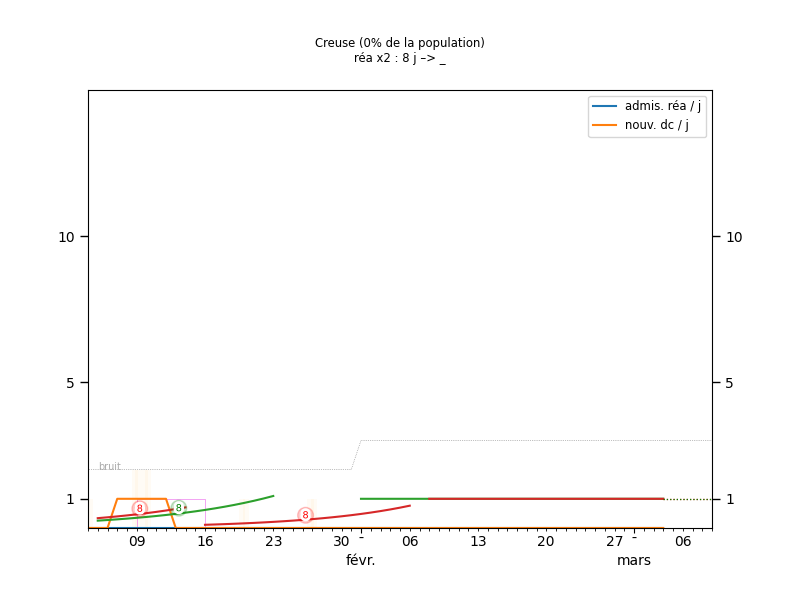 Creuse (0% de la population)
réa x2 : 8 j –> _
admis. réa / j
nouv. dc / j
10 10
5 5
bruit
1 1
8 8 8
09 16 23 30 - 06 13 20 27 - 06
févr. mars